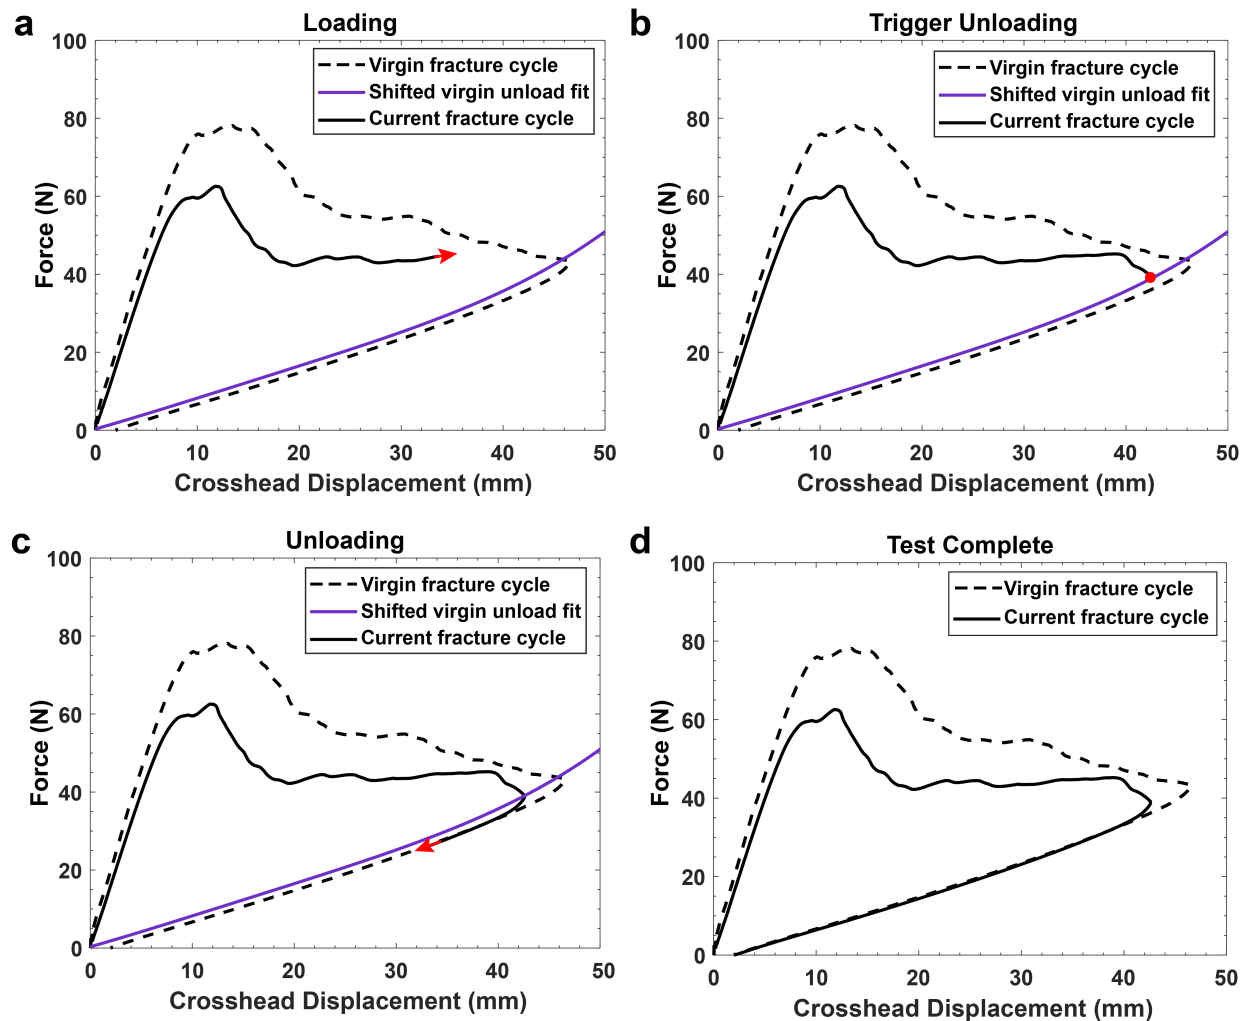 a
Loading
100
80
60
40
20
0
Force (N)
Virgin fracture cycle
Shifted virgin unload fit
Current fracture cycle
0 10 20 30 40 50
Crosshead Displacement (mm)
b
Trigger Unloading
100
80
60
40
20
0
Force (N)
Virgin fracture cycle
Shifted virgin unload fit
Current fracture cycle
0 10 20 30 40 50
Crosshead Displacement (mm)
c
Unloading
100
80
60
40
20
0
Force (N)
Virgin fracture cycle
Shifted virgin unload fit
Current fracture cycle
0 10 20 30 40 50
Crosshead Displacement (mm)
d
Test Complete
100
80
60
40
20
0
Force (N)
Virgin fracture cycle
Current fracture cycle
0 10 20 30 40 50
Crosshead Displacement (mm)